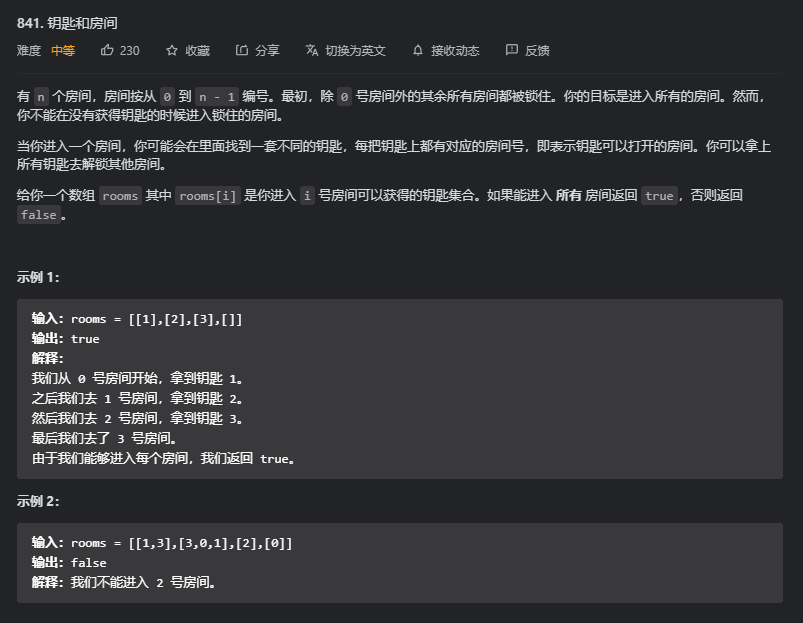 841. 钥匙和房间
难度 中等 230 收藏 分享 切换为英文 接收动态 反馈
有 n 个房间，房间按从 0 到 n - 1 编号。最初，除 0 号房间外的其余所有房间都被锁住。你的目标是进入所有的房间。然而，
你不能在没有获得钥匙的时候进入锁住的房间。
当你进入一个房间，你可能会在里面找到一套不同的钥匙，每把钥匙上都有对应的房间号，即表示钥匙可以打开的房间。你可以拿上
所有钥匙去解锁其他房间。
给你一个数组 rooms 其中 rooms[i] 是你进入 i 号房间可以获得的钥匙集合。如果能进入 所有 房间返回 true，否则返回
false。
示例 1：
输入：rooms = [[1],[2],[3],[]]
输出：true
解释：
我们从 0 号房间开始，拿到钥匙 1。
之后我们去 1 号房间，拿到钥匙 2。
然后我们去 2 号房间，拿到钥匙 3。
最后我们去了 3 号房间。
由于我们能够进入每个房间，我们返回 true。
示例 2：
输入：rooms = [[1,3],[3,0,1],[2],[0]]
输出：false
解释：我们不能进入 2 号房间。